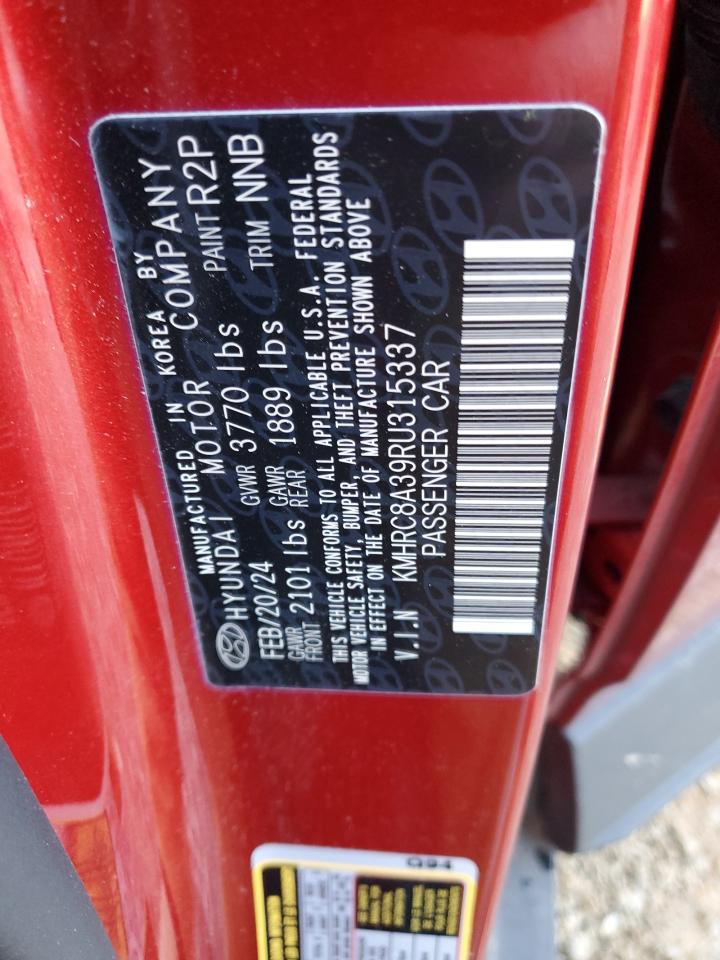 MANUFACTURED IN KOREA BY
HYUNDAI MOTOR COMPANY
FEB/20/24 GVWR 3770 lbs PAINT R2P
GAWR FRONT 2101 lbs GAWR REAR 1889 lbs TRIM NNB
THIS VEHICLE CONFORMS TO ALL APPLICABLE U.S.A. FEDERAL
MOTOR VEHICLE SAFETY, BUMPER, AND THEFT PREVENTION STANDARDS
IN EFFECT ON THE DATE OF MANUFACTURE SHOWN ABOVE
V.I.N KMHRC8A39RU315337
PASSENGER CAR